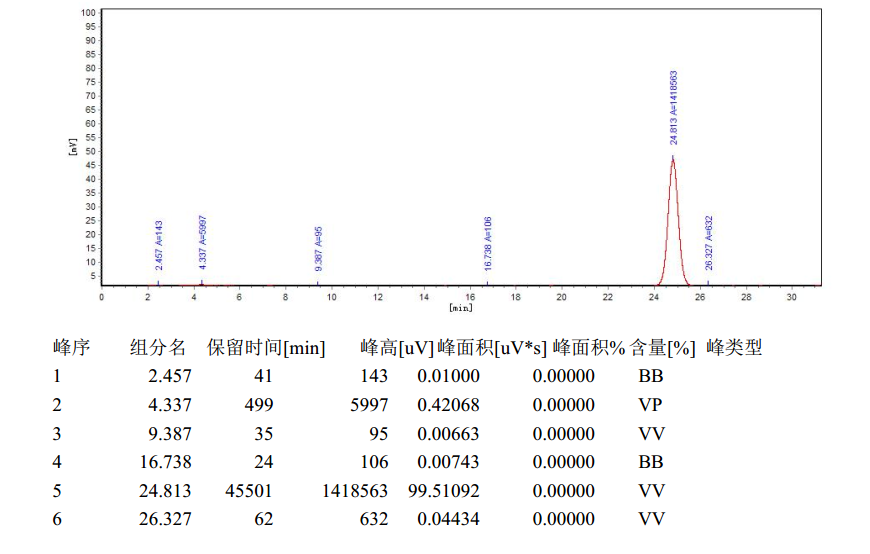 100
95
90
85
80
75
70
65
60
55
50
45
40
35
30
25
20
15
10
5
[mV]
2.457 A=143
4.337 A=5997
9.387 A=95
16.738 A=106
24.813 A=1418563
26.327 A=632
0 2 4 6 8 10 12 14 16 18 20 22 24 26 28 30
[min]
峰序 组分名 保留时间[min] 峰高[uV] 峰面积[uV*s] 峰面积% 含量[%] 峰类型
1 2.457 41 143 0.01000 0.00000 BB
2 4.337 499 5997 0.42068 0.00000 VP
3 9.387 35 95 0.00663 0.00000 VV
4 16.738 24 106 0.00743 0.00000 BB
5 24.813 45501 1418563 99.51092 0.00000 VV
6 26.327 62 632 0.04434 0.00000 VV